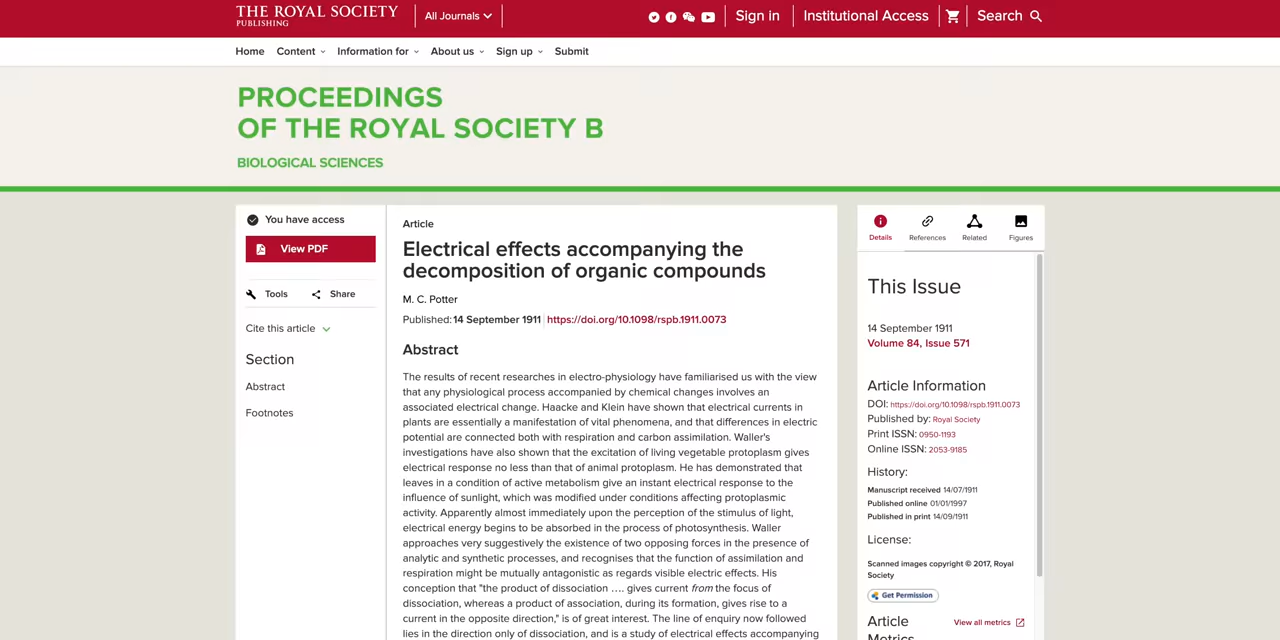 THE ROYAL SOCIETY
PUBLISHING
All Journals
Sign in
Institutional Access
Search
Home
Content
Information for
About us
Sign up
Submit
PROCEEDINGS
OF THE ROYAL SOCIETY B
BIOLOGICAL SCIENCES
You have access
View PDF
Tools
Share
Cite this article
Section
Abstract
Footnotes
Article
Electrical effects accompanying the
decomposition of organic compounds
M. C. Potter
Published: 14 September 1911 https://doi.org/10.1098/rspb.1911.0073
Abstract
The results of recent researches in electro-physiology have familiarised us with the view
that any physiological process accompanied by chemical changes involves an
associated electrical change. Haacke and Klein have shown that electrical currents in
plants are essentially a manifestation of vital phenomena, and that differences in electric
potential are connected both with respiration and carbon assimilation. Waller's
investigations have also shown that the excitation of living vegetable protoplasm gives
electrical response no less than that of animal protoplasm. He has demonstrated that
leaves in a condition of active metabolism give an instant electrical response to the
influence of sunlight, which was modified under conditions affecting protoplasmic
activity. Apparently almost immediately upon the perception of the stimulus of light,
electrical energy begins to be absorbed in the process of photosynthesis. Waller
approaches very suggestively the existence of two opposing forces in the presence of
analytic and synthetic processes, and recognises that the function of assimilation and
respiration might be mutually antagonistic as regards visible electric effects. His
conception that "the product of dissociation …. gives current from the focus of
dissociation, whereas a product of association, during its formation, gives rise to a
current in the opposite direction," is of great interest. The line of enquiry now followed
lies in the direction only of dissociation, and is a study of electrical effects accompanying
Details
References
Related
Figures
This Issue
14 September 1911
Volume 84, Issue 571
Article Information
DOI: https://doi.org/10.1098/rspb.1911.0073
Published by: Royal Society
Print ISSN: 0950-1193
Online ISSN: 2053-9185
History:
Manuscript received 14/07/1911
Published online 01/01/1997
Published in print 14/09/1911
License:
Scanned images copyright © 2017, Royal
Society
Get Permission
Article
Metrics
View all metrics